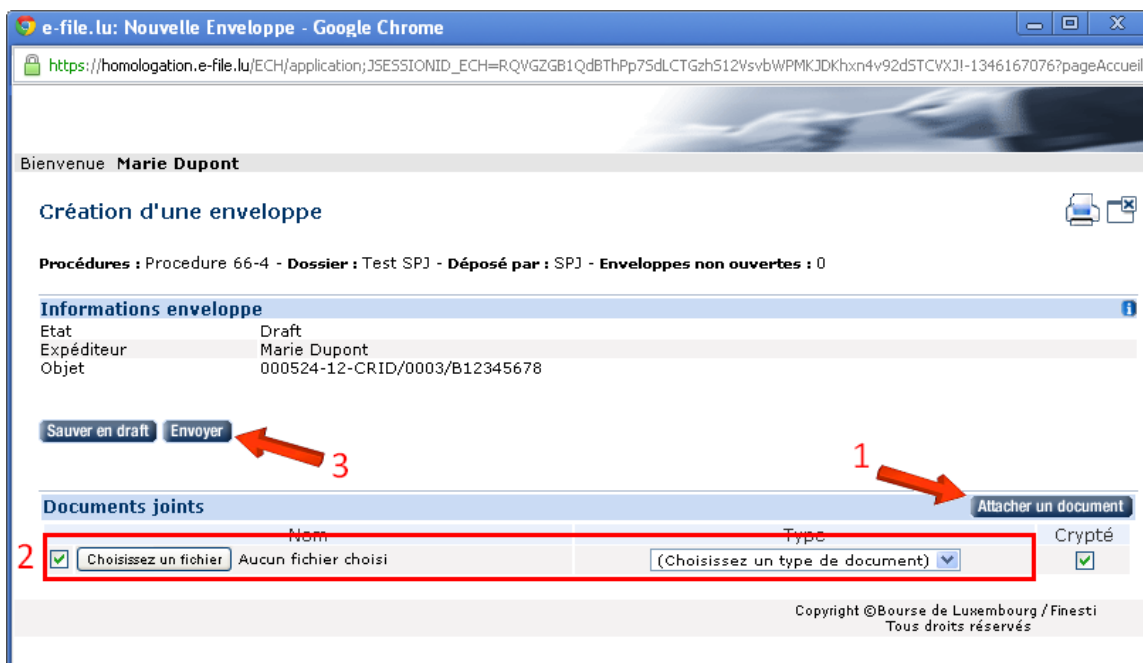 e-file.lu: Nouvelle Enveloppe - Google Chrome
https://homologation.e-file.lu/ECH/application;JSESSIONID_ECH=RQVGZGB1QdBThPp7SdLCTGzhS12VsvbWPMKJDKhxn4v92dSTCVXJ!-1346167076?pageAccueil
Bienvenue Marie Dupont
Création d'une enveloppe
Procédures : Procedure 66-4 - Dossier : Test SPJ - Déposé par : SPJ - Enveloppes non ouvertes : 0
Informations enveloppe
Etat Draft
Expéditeur Marie Dupont
Objet 000524-12-CRID/0003/B12345678
Sauver en draft Envoyer
3
1
Documents joints Attacher un document
Nom Type Crypté
2 Choisissez un fichier Aucun fichier choisi (Choisissez un type de document)
Copyright ©Bourse de Luxembourg / Finesti
Tous droits réservés